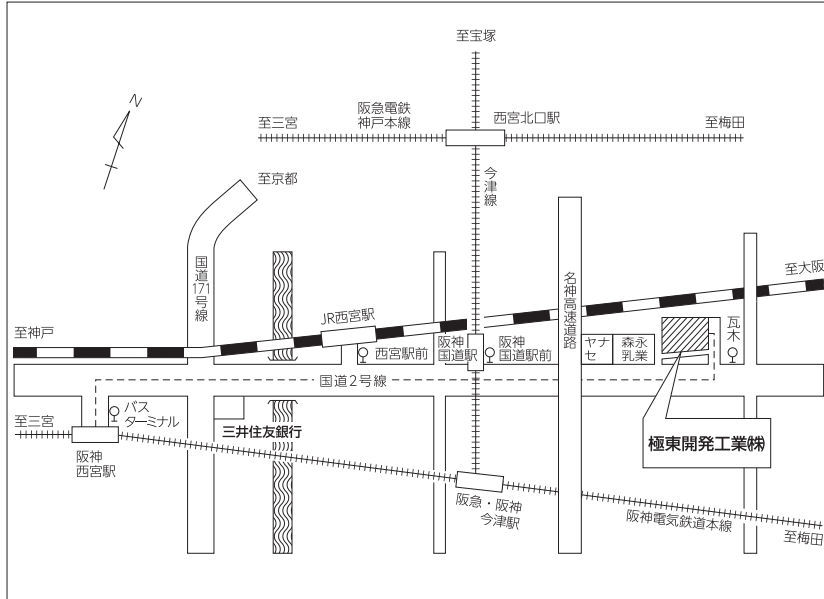 至宝塚
N
阪急電鉄
神戸本線
西宮北口駅
至三宮
至梅田
今津線
至京都
国道
171
号線
名神高速道路
至大阪
至神戸
JR西宮駅
西宮駅前
阪神
国道駅
阪神
国道駅前
ヤナセ
森永
乳業
瓦木
国道2号線
バス
ターミナル
至三宮
三井住友銀行
極東開発工業㈱
阪神
西宮駅
阪急・阪神
今津駅
阪神電気鉄道本線
至梅田